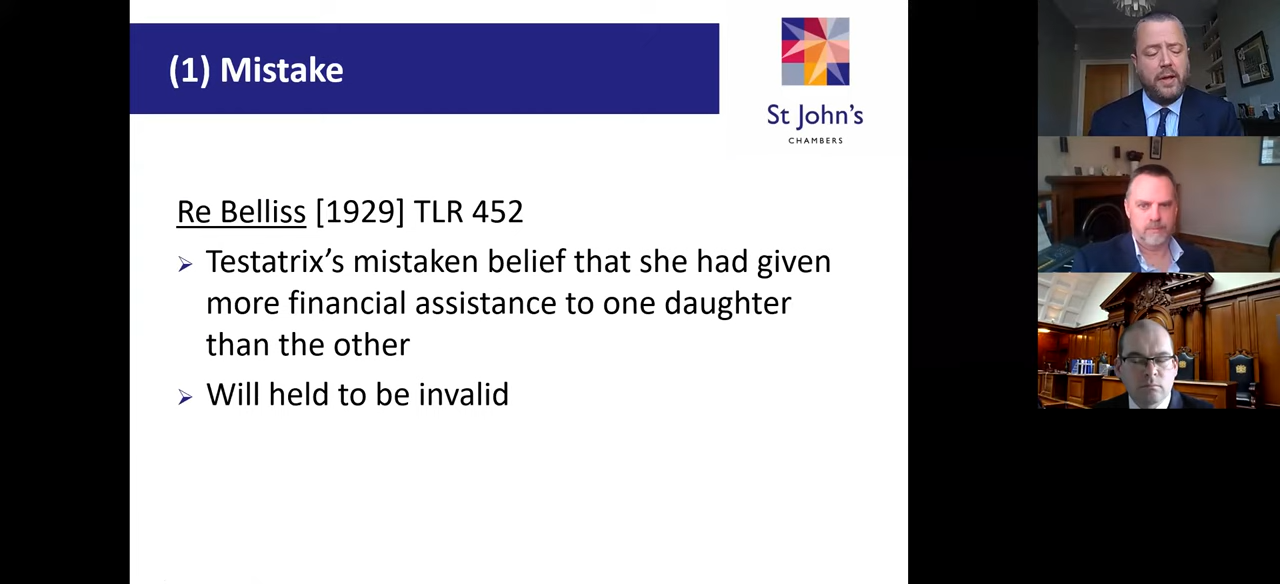 (1) Mistake
St John's
CHAMBERS
Re Belliss [1929] TLR 452
➢ Testatrix’s mistaken belief that she had given
more financial assistance to one daughter
than the other
➢ Will held to be invalid